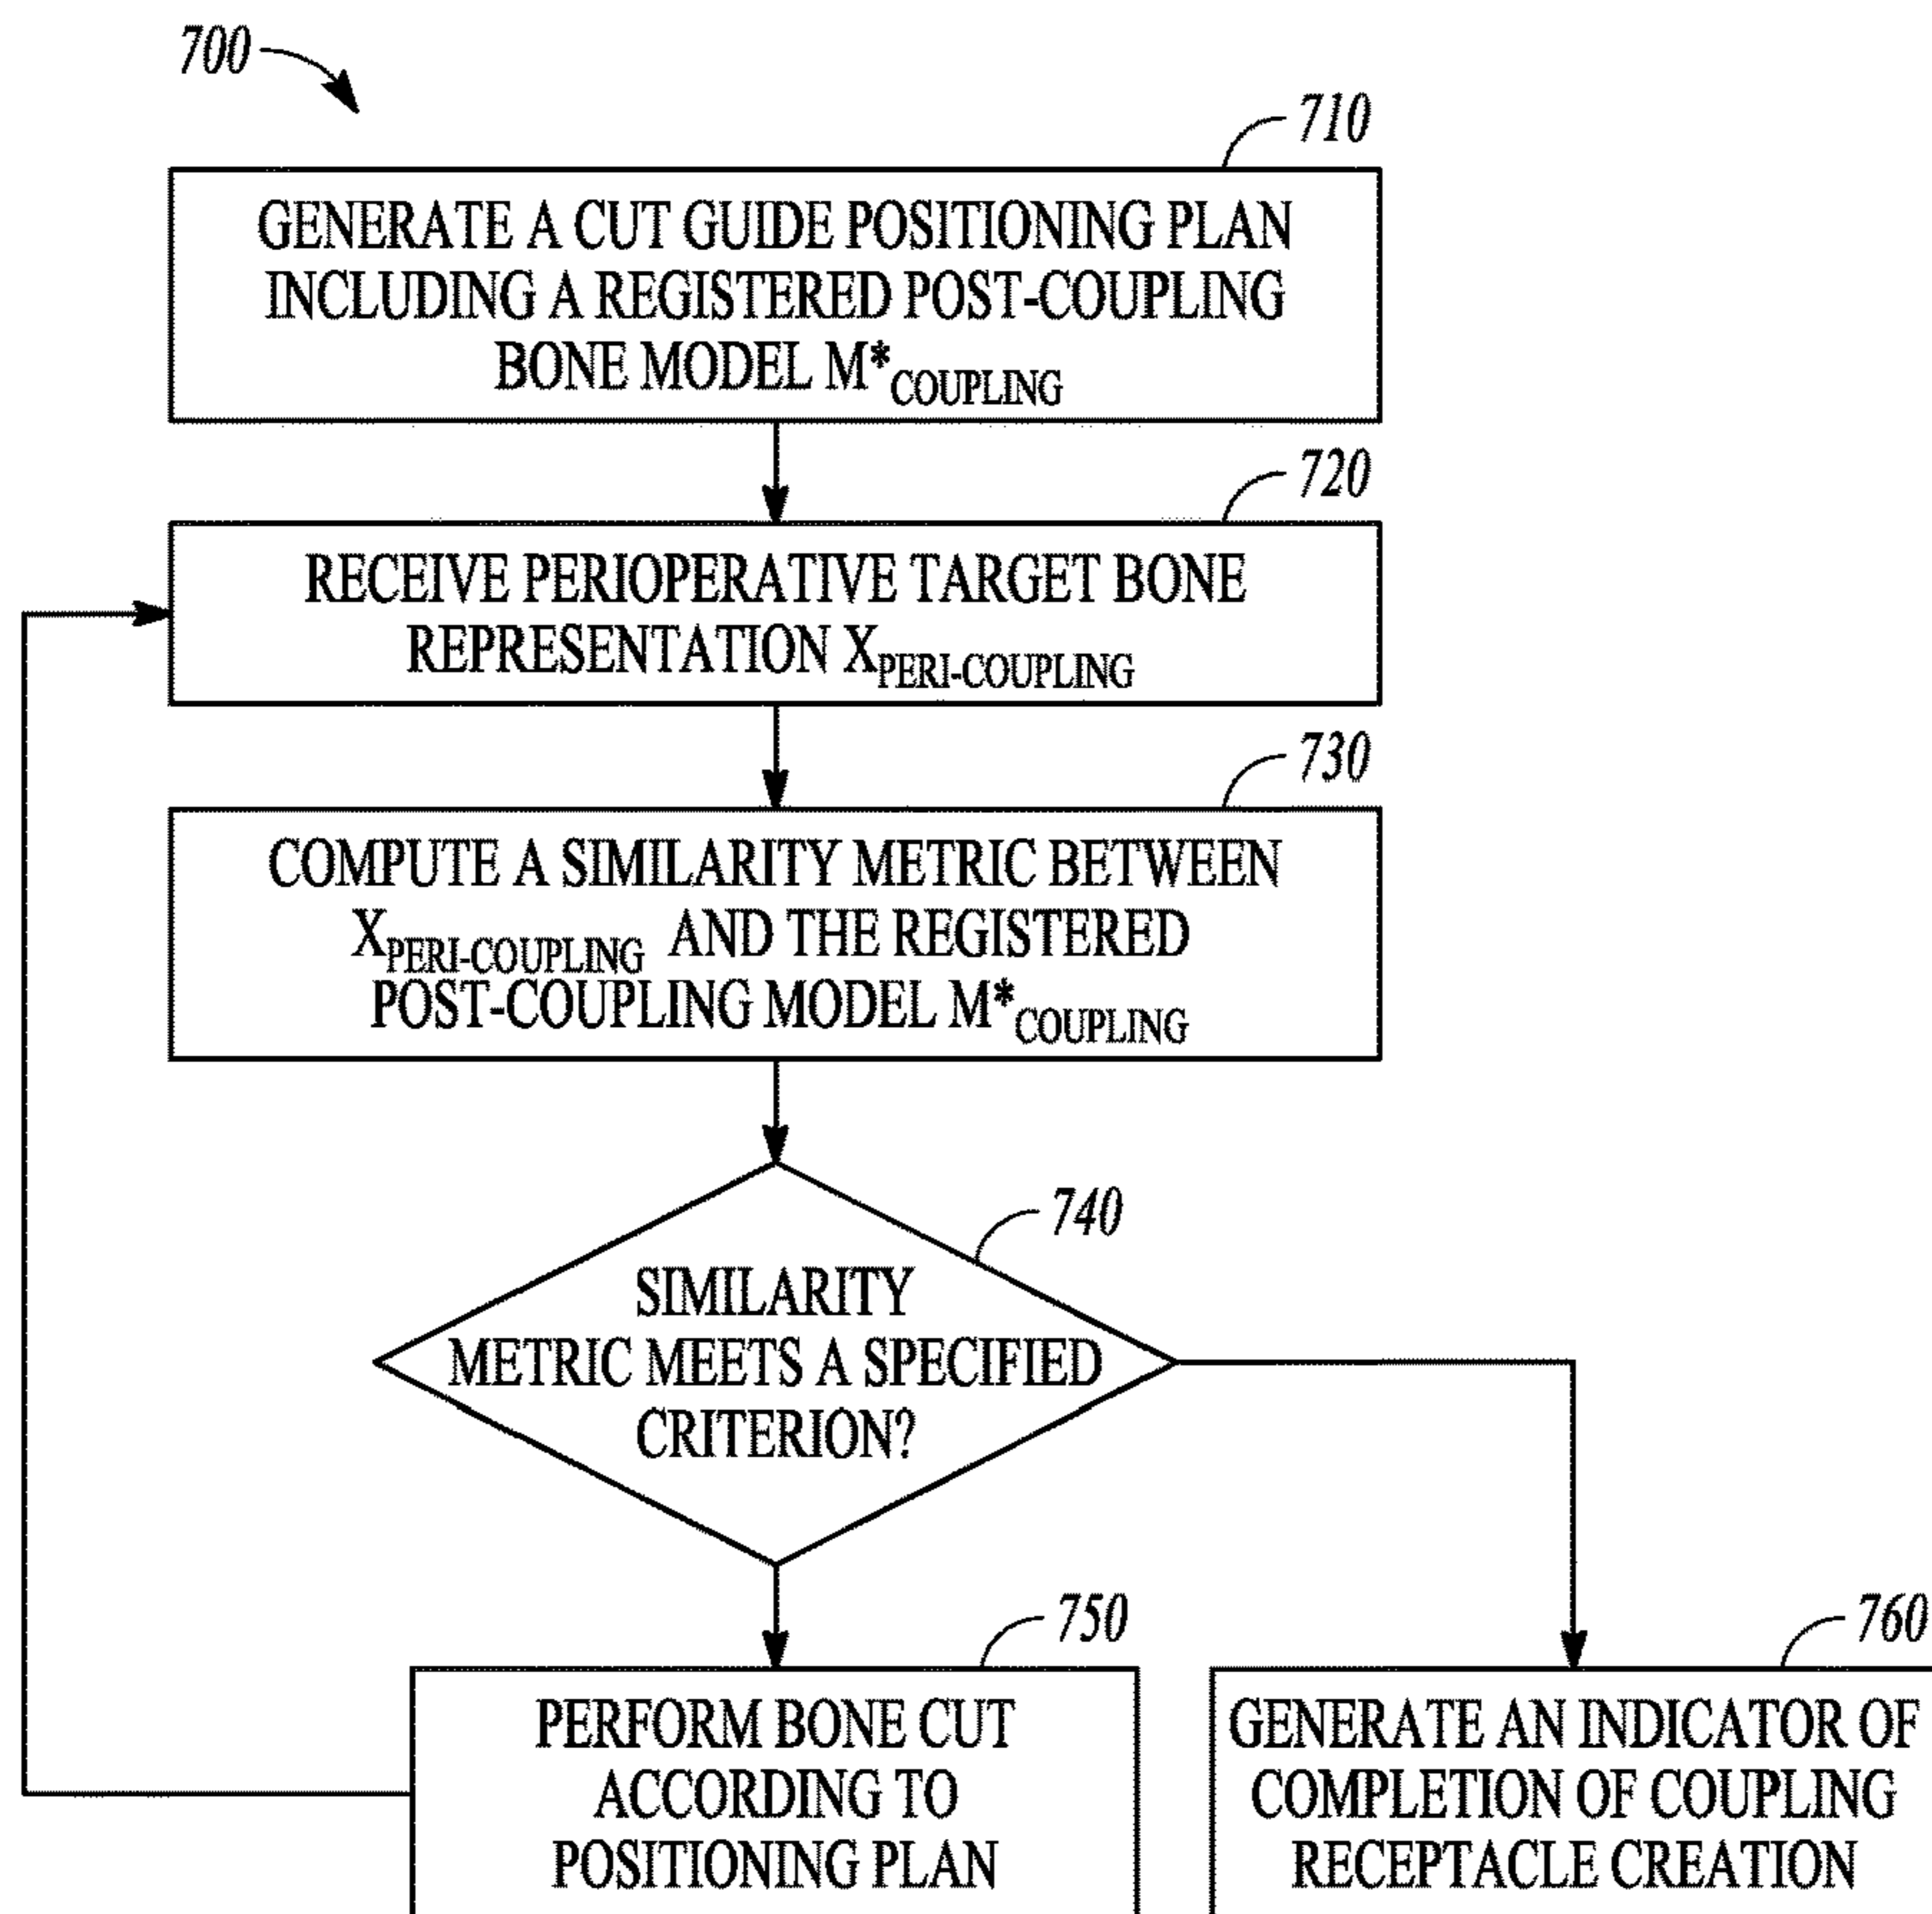 700
710
GENERATE A CUT GUIDE POSITIONING PLAN
INCLUDING A REGISTERED POST-COUPLING
BONE MODEL M*COUPLING
720
RECEIVE PERIOPERATIVE TARGET BONE
REPRESENTATION XPERI-COUPLING
730
COMPUTE A SIMILARITY METRIC BETWEEN
XPERI-COUPLING AND THE REGISTERED
POST-COUPLING MODEL M*COUPLING
740
SIMILARITY
METRIC MEETS A SPECIFIED
CRITERION?
750
PERFORM BONE CUT
ACCORDING TO
POSITIONING PLAN
760
GENERATE AN INDICATOR OF
COMPLETION OF COUPLING
RECEPTACLE CREATION